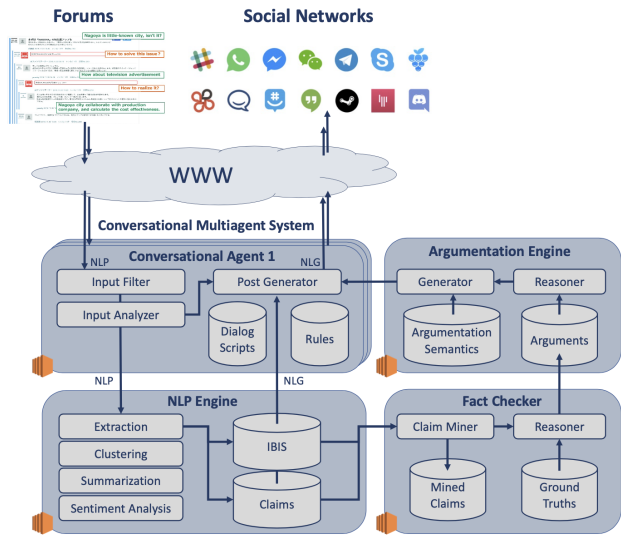 Forums
Social Networks
Nagoya is little-known city, isn't it?
How to solve this issue?
How about television advertisement
How to realize it?
Nagoya city collaborate with production
company, and calculate the cost effectiveness.
WWW
Conversational Multiagent System
Conversational Agent 1
NLP
NLG
Input Filter
Post Generator
Input Analyzer
Dialog
Scripts
Rules
Argumentation Engine
Generator
Reasoner
Argumentation
Semantics
Arguments
NLP
NLG
NLP Engine
Extraction
Clustering
Summarization
Sentiment Analysis
IBIS
Claims
Fact Checker
Claim Miner
Reasoner
Mined
Claims
Ground
Truths